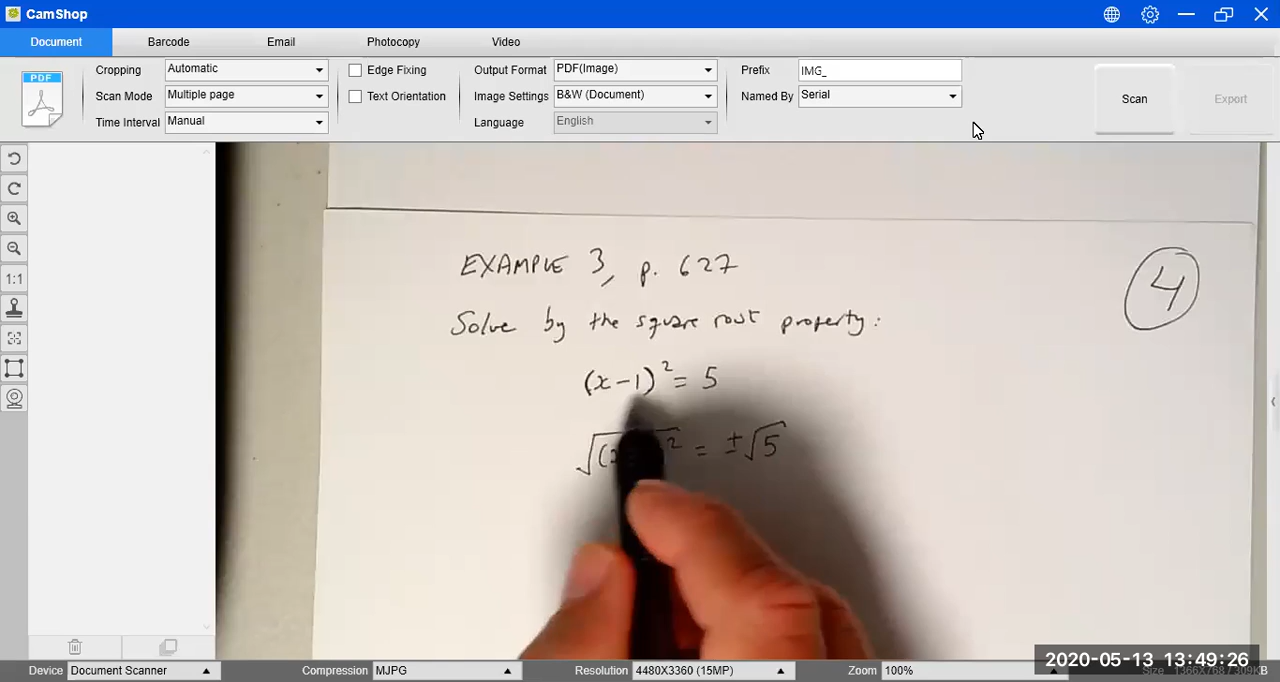 CamShop
Document Barcode Email Photocopy Video
PDF
Cropping Automatic
Scan Mode Multiple page
Time Interval Manual
Edge Fixing
Text Orientation
Output Format PDF(Image)
Image Settings B&W (Document)
Language English
Prefix IMG_
Named By Serial
Scan
Export
1:1
EXAMPLE 3, p. 627
4
Solve by the square root property:
(x-1)² = 5
= ±√5
Device Document Scanner Compression MJPG Resolution 4480X3360 (15MP) Zoom 100%
2020-05-13 13:49:26